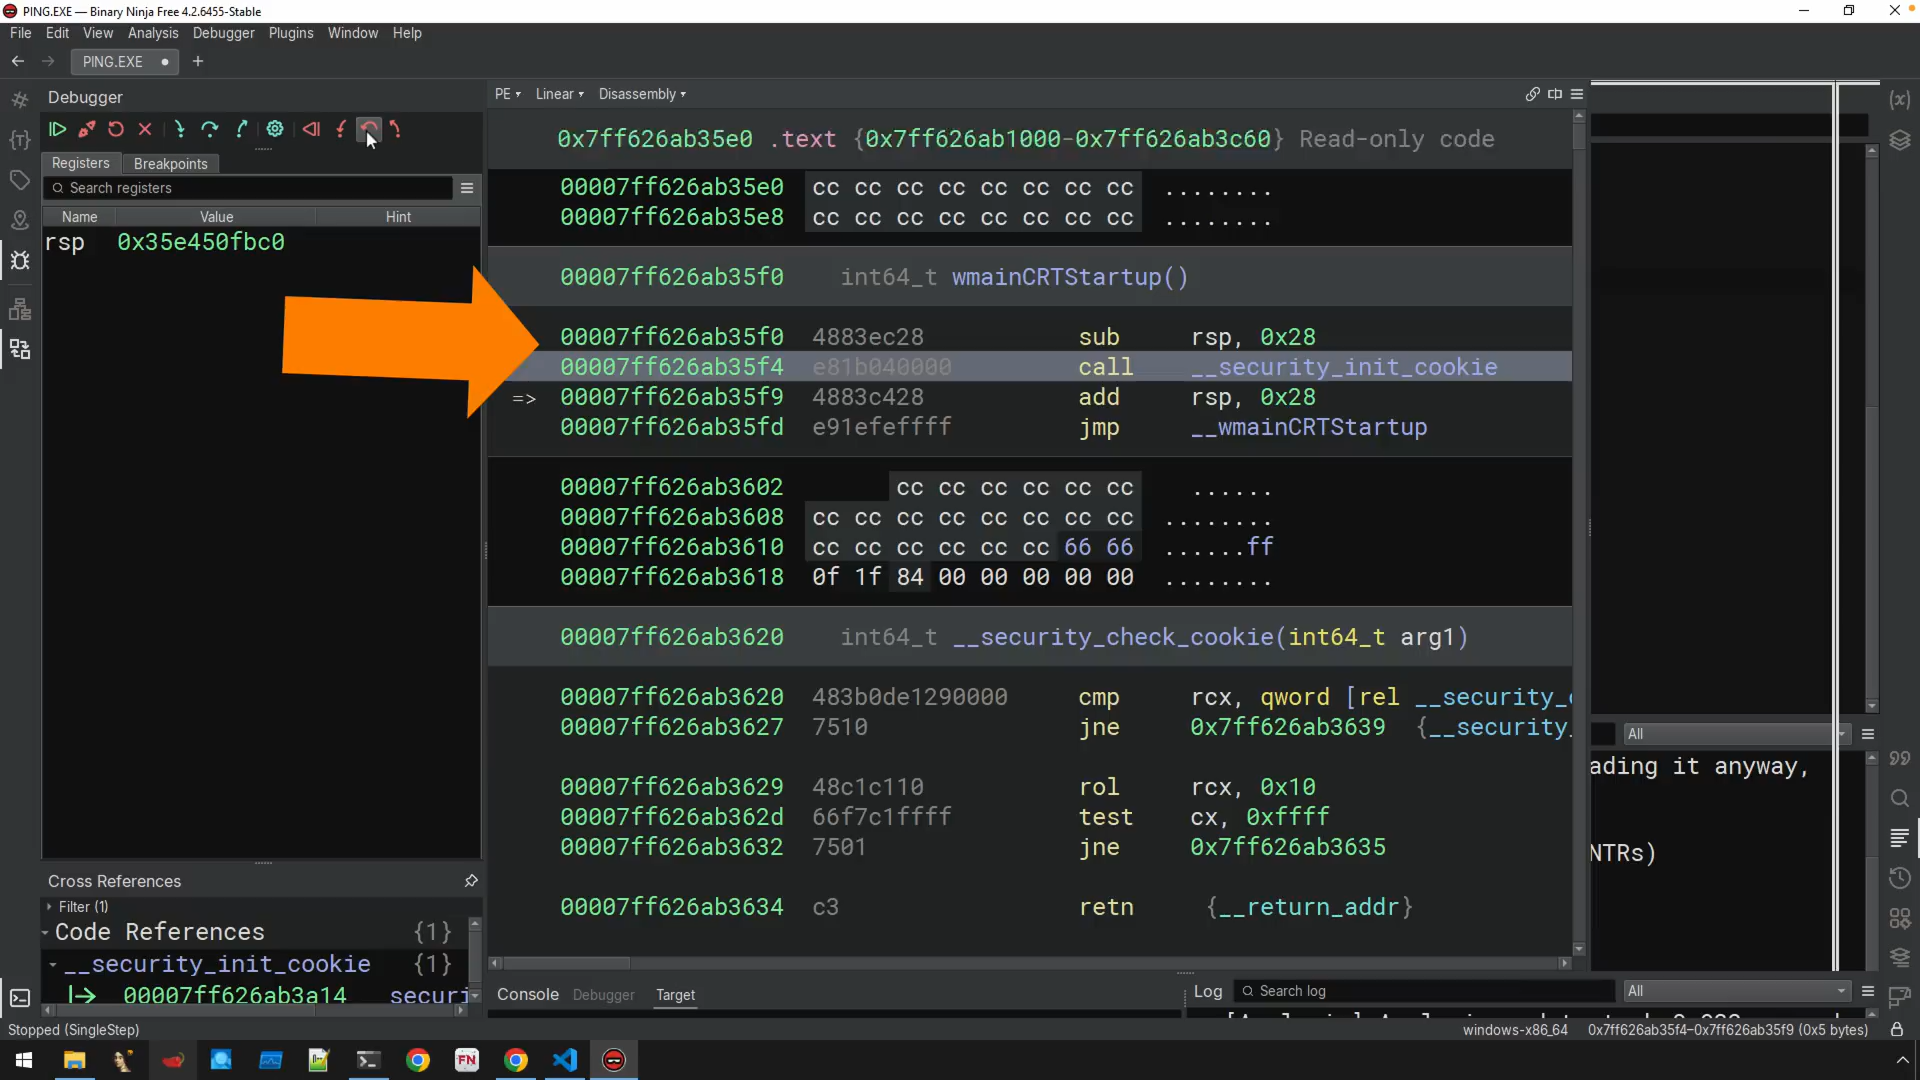 PING.EXE — Binary Ninja Free 4.2.6455-Stable
File Edit View Analysis Debugger Plugins Window Help
PING.EXE
Debugger
Registers Breakpoints
Search registers
Name Value Hint
rsp 0x35e450fbc0
PE Linear Disassembly
0x7ff626ab35e0 .text {0x7ff626ab1000-0x7ff626ab3c60} Read-only code
00007ff626ab35e0 cc cc cc cc cc cc cc cc ........
00007ff626ab35e8 cc cc cc cc cc cc cc cc ........
00007ff626ab35f0 int64_t wmainCRTStartup()
00007ff626ab35f0 4883ec28 sub rsp, 0x28
00007ff626ab35f4 e81b040000 call __security_init_cookie
=> 00007ff626ab35f9 4883c428 add rsp, 0x28
00007ff626ab35fd e91efeffff jmp __wmainCRTStartup
00007ff626ab3602 cc cc cc cc cc cc ......
00007ff626ab3608 cc cc cc cc cc cc cc cc ........
00007ff626ab3610 cc cc cc cc cc cc 66 66 ......ff
00007ff626ab3618 0f 1f 84 00 00 00 00 00 ........
00007ff626ab3620 int64_t __security_check_cookie(int64_t arg1)
00007ff626ab3620 483b0de1290000 cmp rcx, qword [rel __security_
00007ff626ab3627 7510 jne 0x7ff626ab3639 {__security_
00007ff626ab3629 48c1c110 rol rcx, 0x10
00007ff626ab362d 66f7c1ffff test cx, 0xffff
00007ff626ab3632 7501 jne 0x7ff626ab3635
00007ff626ab3634 c3 retn {__return_addr}
All
ading it anyway,
NTRs)
Cross References
Filter (1)
Code References {1}
__security_init_cookie {1}
00007ff626ab3a14 securi
Console Debugger Target
Log Search log All
Stopped (SingleStep)
windows-x86_64 0x7ff626ab35f4-0x7ff626ab35f9 (0x5 bytes)
FN